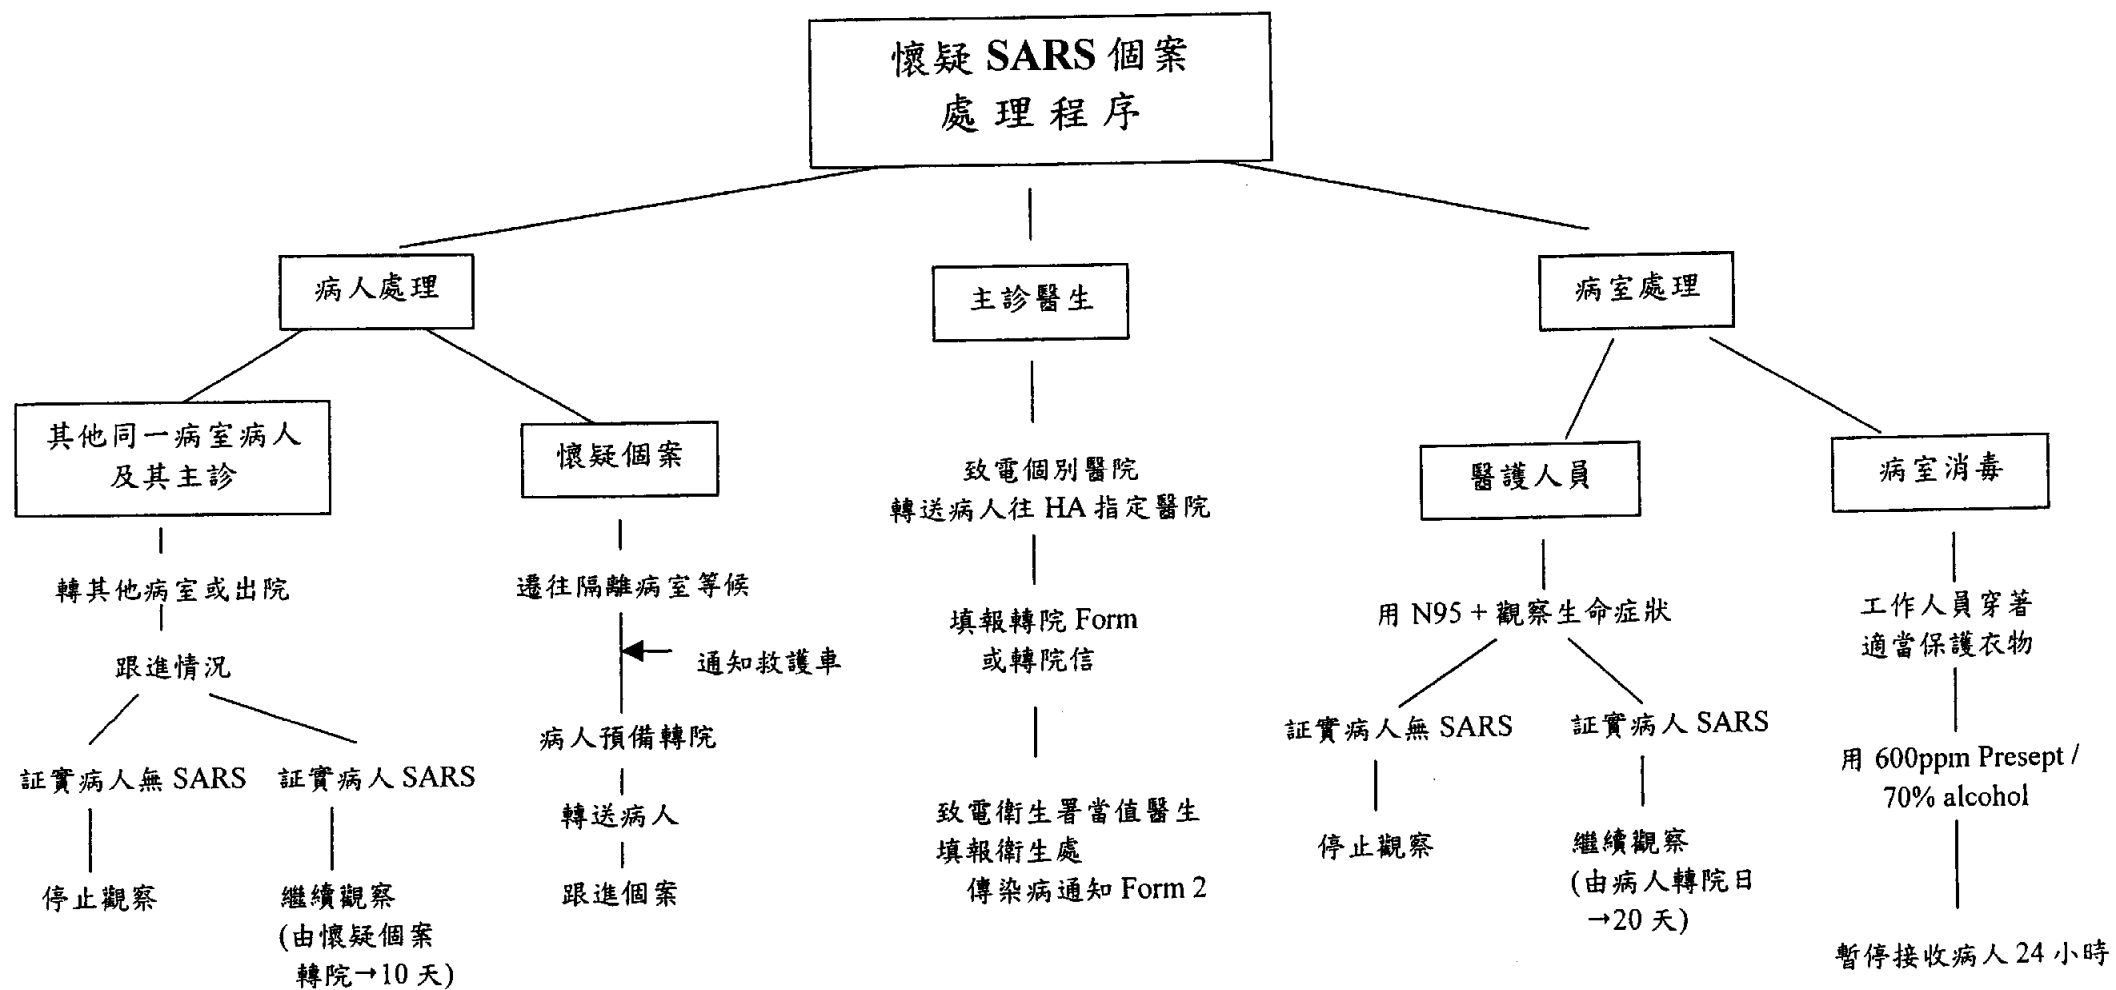 懷疑 SARS 個案
處理程序
病人處理
主診醫生
病室處理
其他同一病室病人
及其主診
懷疑個案
轉其他病室或出院
跟進情況
証實病人無 SARS
証實病人 SARS
停止觀察
繼續觀察
(由懷疑個案
轉院→10 天)
遷往隔離病室等候
通知救護車
病人預備轉院
轉送病人
跟進個案
致電個別醫院
轉送病人往 HA 指定醫院
填報轉院 Form
或轉院信
致電衛生署當值醫生
填報衛生處
傳染病通知 Form 2
醫護人員
病室消毒
用 N95 + 觀察生命症狀
証實病人無 SARS
証實病人 SARS
停止觀察
繼續觀察
(由病人轉院日
→20 天)
工作人員穿著
適當保護衣物
用 600ppm Presept /
70% alcohol
暫停接收病人 24 小時